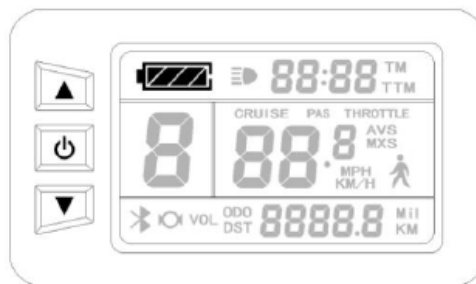 88:88 TM
TTM
CRUISE PAS THROTTLE
8 88.8 AVS
MXS
MPH
KM/H
VOL ODO 8888.8 Mil
DST KM